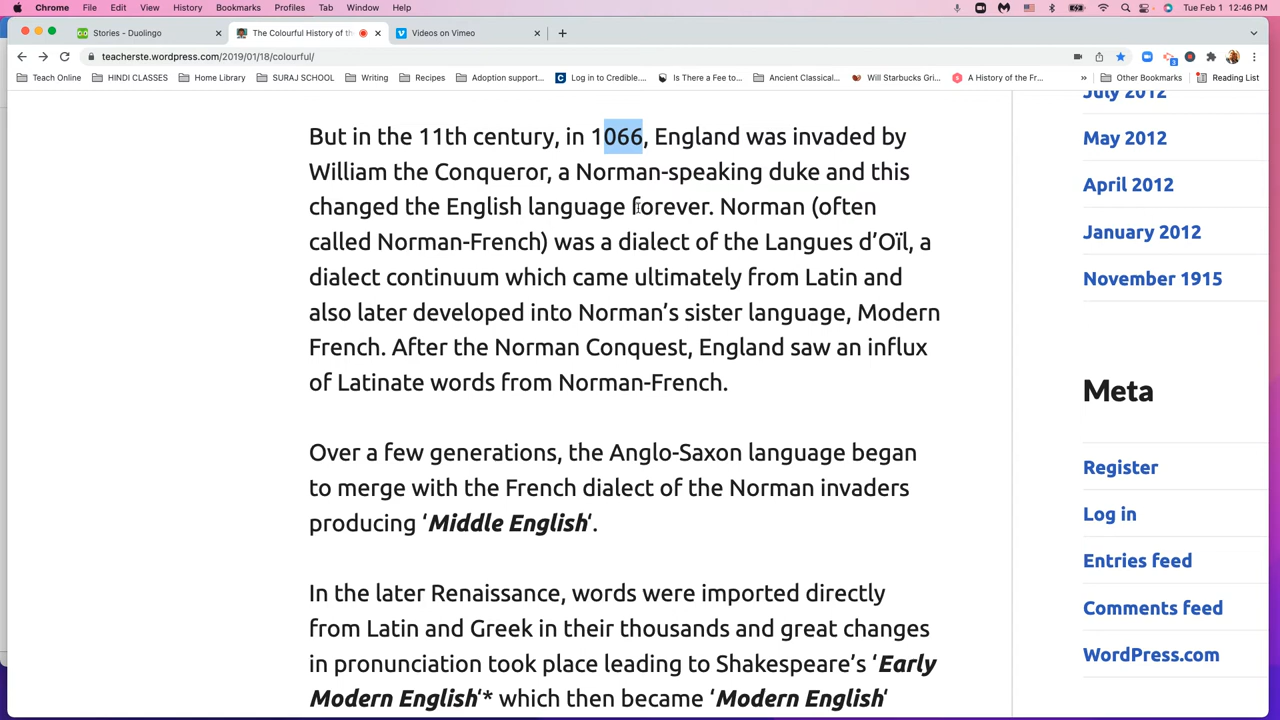 Chrome File Edit View History Bookmarks Profiles Tab Window Help Tue Feb 1 12:46 PM
Stories - Duolingo The Colourful History of th Videos on Vimeo
teacherste.wordpress.com/2019/01/18/colourful/
Teach Online HINDI CLASSES Home Library SURAJ SCHOOL Writing Recipes Adoption support... Log in to Credible.... Is There a Fee to... Ancient Classical... Will Starbucks Gri... A History of the Fr... » Other Bookmarks Reading List
But in the 11th century, in 1066, England was invaded by
William the Conqueror, a Norman-speaking duke and this
changed the English language forever. Norman (often
called Norman-French) was a dialect of the Langues d’Oïl, a
dialect continuum which came ultimately from Latin and
also later developed into Norman’s sister language, Modern
French. After the Norman Conquest, England saw an influx
of Latinate words from Norman-French.
Over a few generations, the Anglo-Saxon language began
to merge with the French dialect of the Norman invaders
producing ‘Middle English‘.
In the later Renaissance, words were imported directly
from Latin and Greek in their thousands and great changes
in pronunciation took place leading to Shakespeare’s ‘Early
Modern English‘* which then became ‘Modern English‘
July 2012
May 2012
April 2012
January 2012
November 1915
Meta
Register
Log in
Entries feed
Comments feed
WordPress.com